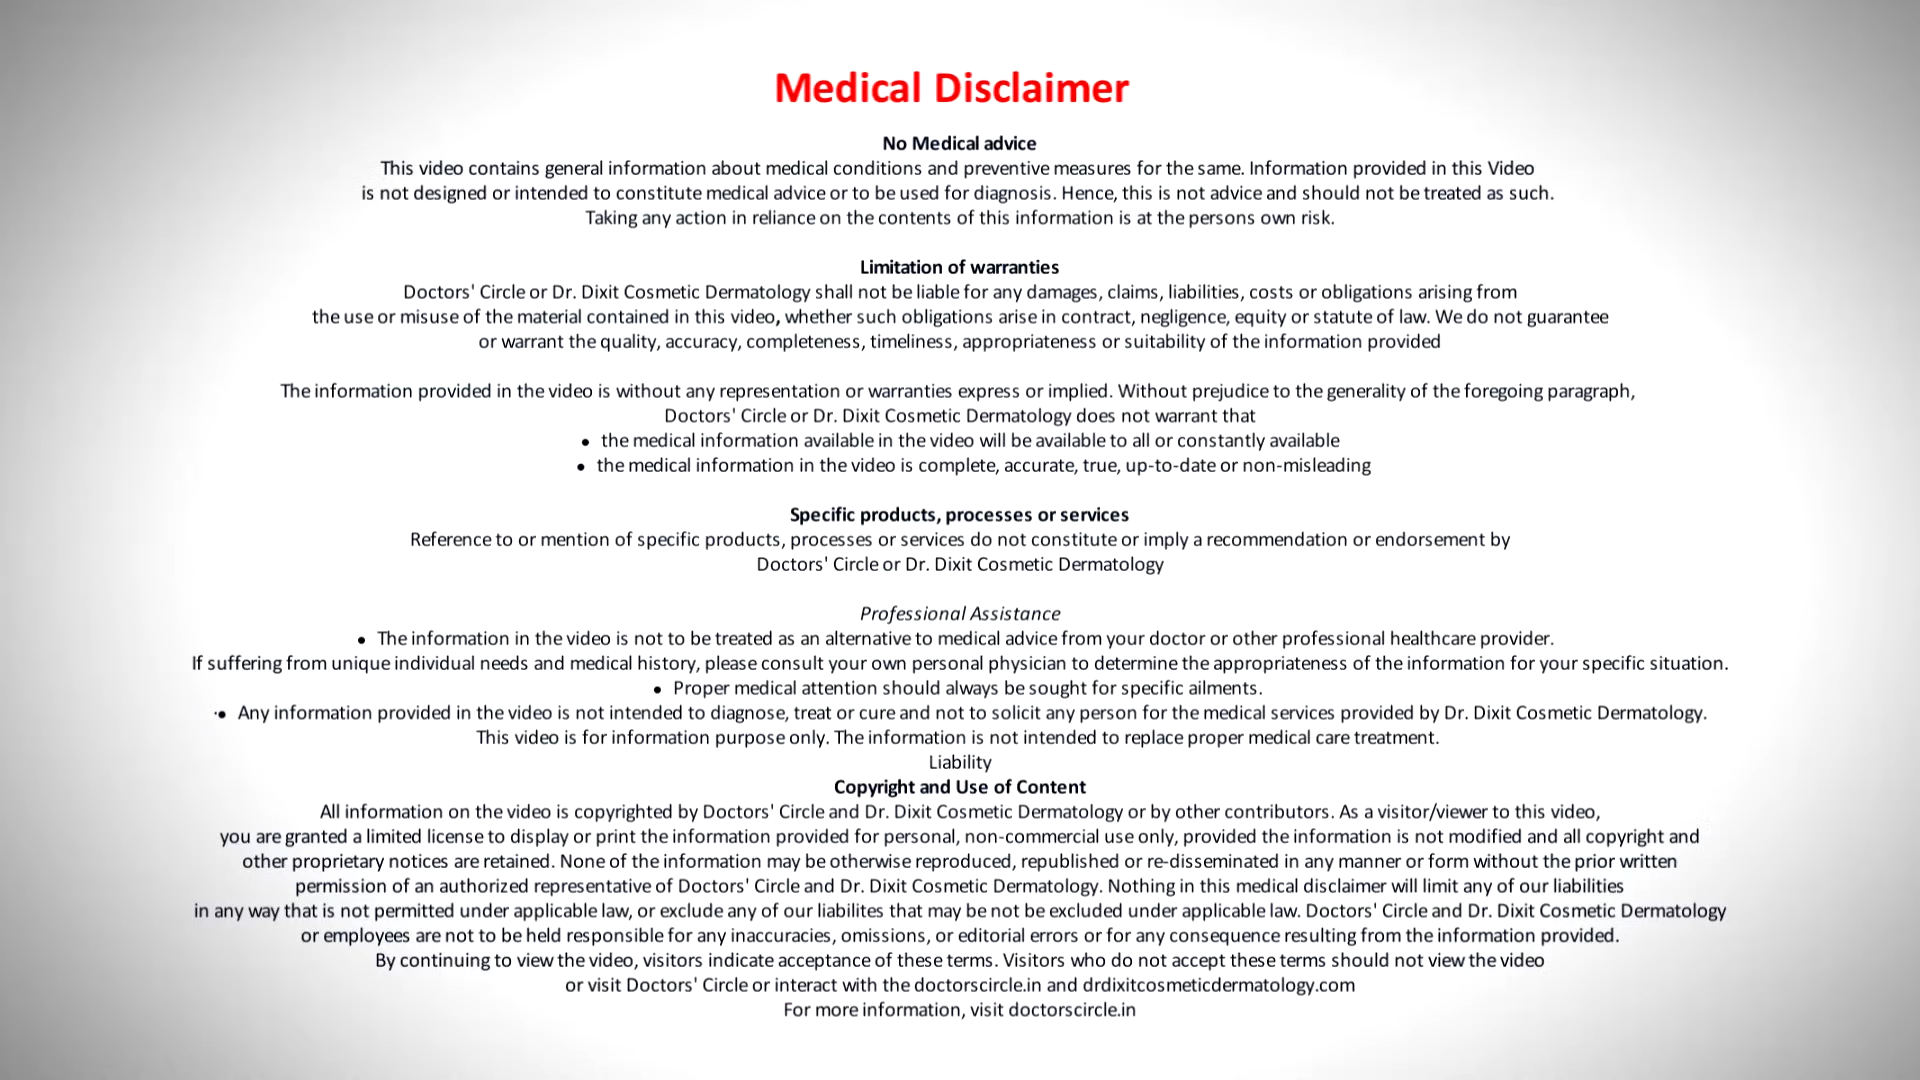 Medical Disclaimer
No Medical advice
This video contains general information about medical conditions and preventive measures for the same. Information provided in this Video
is not designed or intended to constitute medical advice or to be used for diagnosis. Hence, this is not advice and should not be treated as such.
Taking any action in reliance on the contents of this information is at the persons own risk.
Limitation of warranties
Doctors' Circle or Dr. Dixit Cosmetic Dermatology shall not be liable for any damages, claims, liabilities, costs or obligations arising from
the use or misuse of the material contained in this video, whether such obligations arise in contract, negligence, equity or statute of law. We do not guarantee
or warrant the quality, accuracy, completeness, timeliness, appropriateness or suitability of the information provided
The information provided in the video is without any representation or warranties express or implied. Without prejudice to the generality of the foregoing paragraph,
Doctors' Circle or Dr. Dixit Cosmetic Dermatology does not warrant that
• the medical information available in the video will be available to all or constantly available
• the medical information in the video is complete, accurate, true, up-to-date or non-misleading
Specific products, processes or services
Reference to or mention of specific products, processes or services do not constitute or imply a recommendation or endorsement by
Doctors' Circle or Dr. Dixit Cosmetic Dermatology
Professional Assistance
• The information in the video is not to be treated as an alternative to medical advice from your doctor or other professional healthcare provider.
If suffering from unique individual needs and medical history, please consult your own personal physician to determine the appropriateness of the information for your specific situation.
• Proper medical attention should always be sought for specific ailments.
·• Any information provided in the video is not intended to diagnose, treat or cure and not to solicit any person for the medical services provided by Dr. Dixit Cosmetic Dermatology.
This video is for information purpose only. The information is not intended to replace proper medical care treatment.
Liability
Copyright and Use of Content
All information on the video is copyrighted by Doctors' Circle and Dr. Dixit Cosmetic Dermatology or by other contributors. As a visitor/viewer to this video,
you are granted a limited license to display or print the information provided for personal, non-commercial use only, provided the information is not modified and all copyright and
other proprietary notices are retained. None of the information may be otherwise reproduced, republished or re-disseminated in any manner or form without the prior written
permission of an authorized representative of Doctors' Circle and Dr. Dixit Cosmetic Dermatology. Nothing in this medical disclaimer will limit any of our liabilities
in any way that is not permitted under applicable law, or exclude any of our liabilites that may be not be excluded under applicable law. Doctors' Circle and Dr. Dixit Cosmetic Dermatology
or employees are not to be held responsible for any inaccuracies, omissions, or editorial errors or for any consequence resulting from the information provided.
By continuing to view the video, visitors indicate acceptance of these terms. Visitors who do not accept these terms should not view the video
or visit Doctors' Circle or interact with the doctorscircle.in and drdixitcosmeticdermatology.com
For more information, visit doctorscircle.in